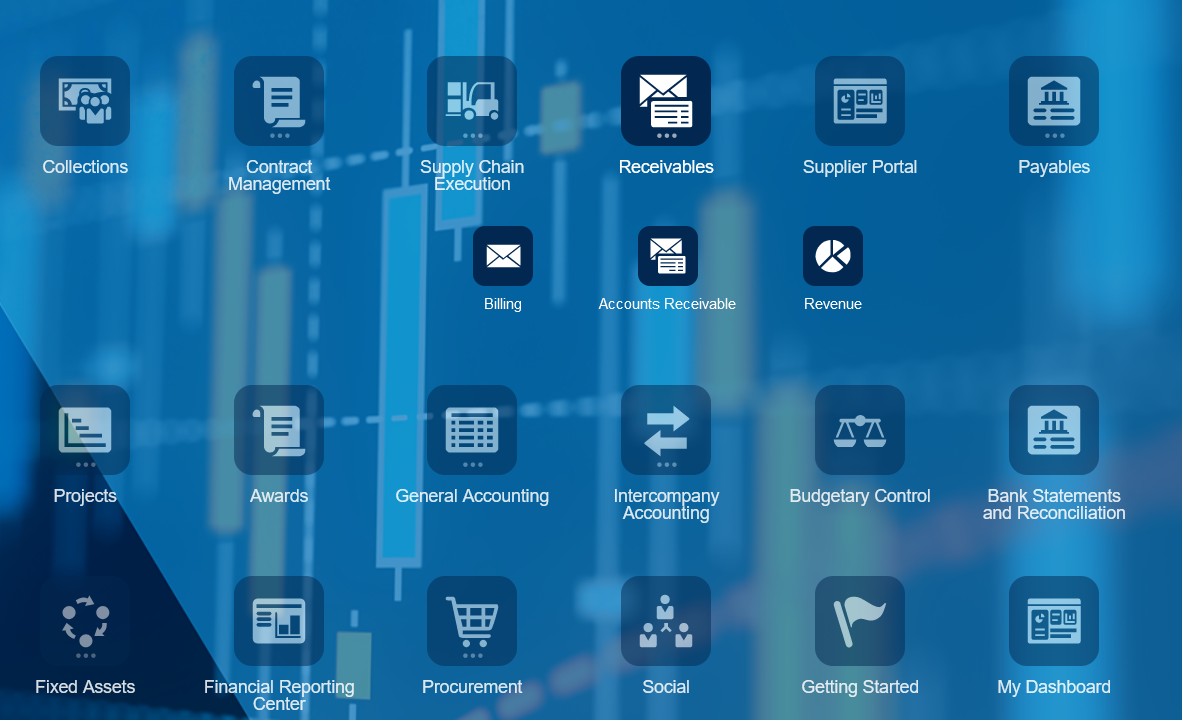 Collections
Contract
Management
Supply Chain
Execution
Receivables
Supplier Portal
Payables
Billing
Accounts Receivable
Revenue
Projects
Awards
General Accounting
Intercompany
Accounting
Budgetary Control
Bank Statements
and Reconciliation
Fixed Assets
Financial Reporting
Center
Procurement
Social
Getting Started
My Dashboard